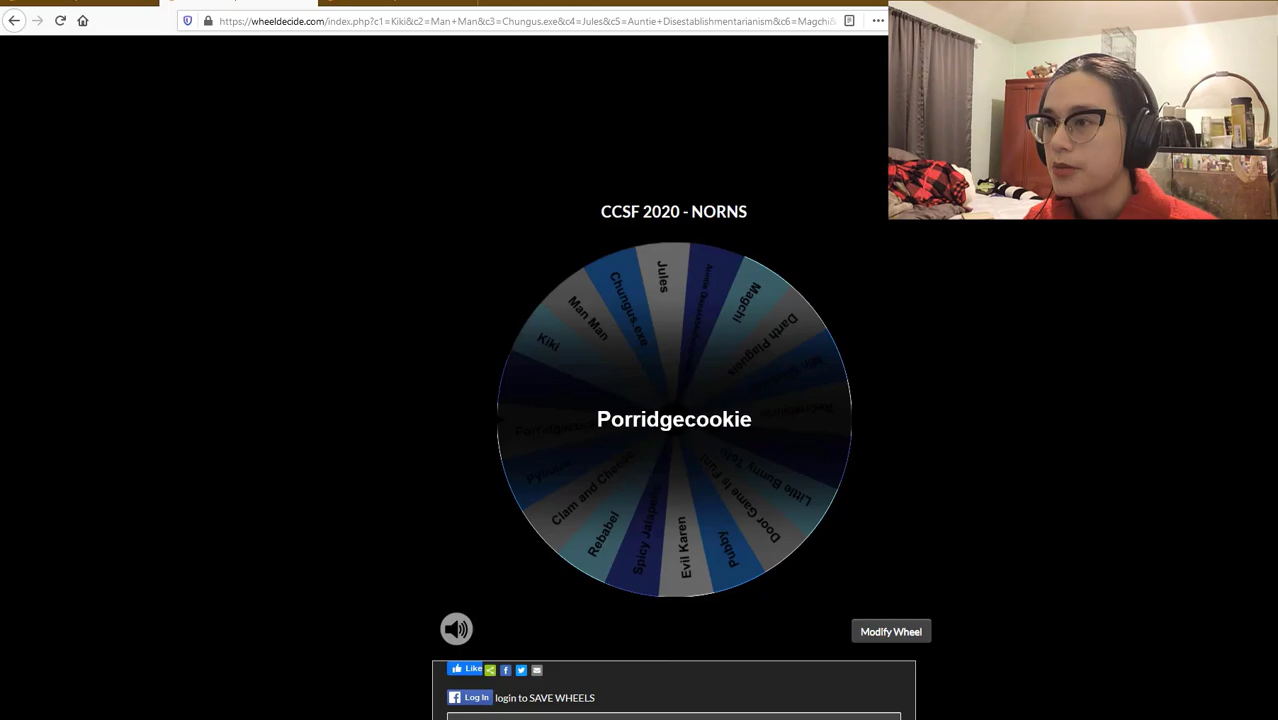 https://wheeldecide.com/index.php?c1=Kiki&c2=Man+Man&c3=Chungus.exe&c4=Jules&c5=Auntie+Disestablishmentarianism&c6=Magchi&
CCSF 2020 - NORNS
Jules
Chungus.exe
Magchi
Man Man
Darth Plagueis
Kiki
Porridgecookie
Little Bunny Tofu
Clam and Cheese
Door Game Is Fun!
Rebabel
Spicy Jalapeno
Evil Karen
Pubby
Modify Wheel
Like
Log In login to SAVE WHEELS